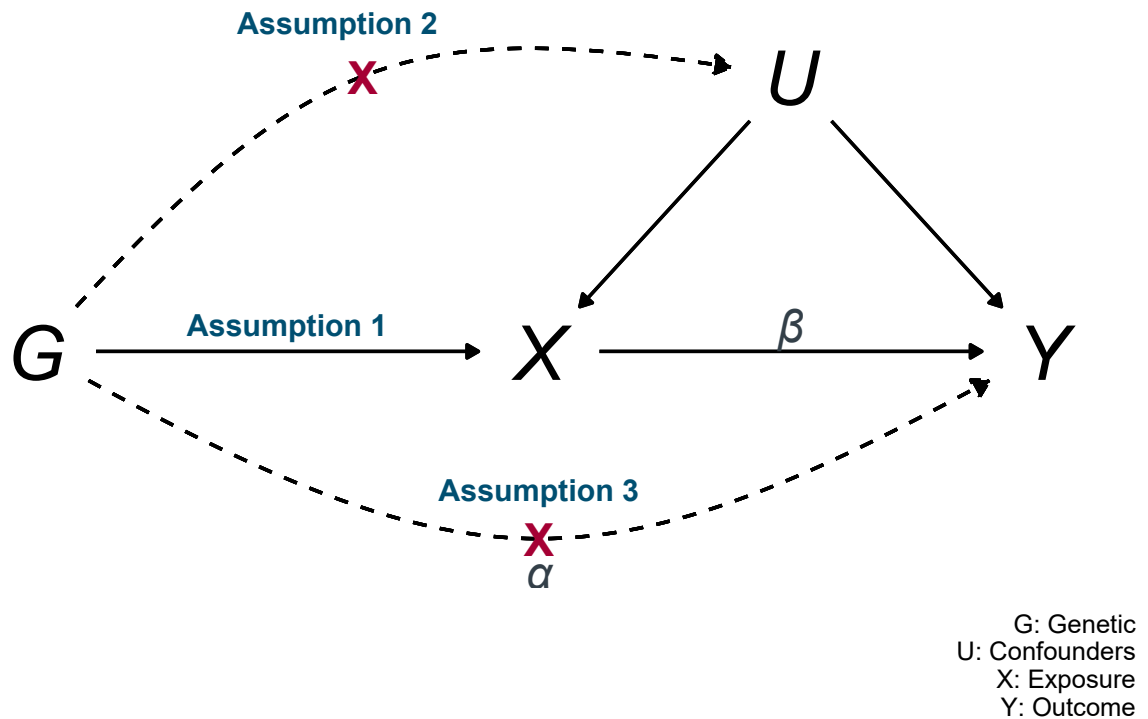 Assumption 2
X
U
Assumption 1
β
G
X
Y
Assumption 3
X
α
G: Genetic
U: Confounders
X: Exposure
Y: Outcome